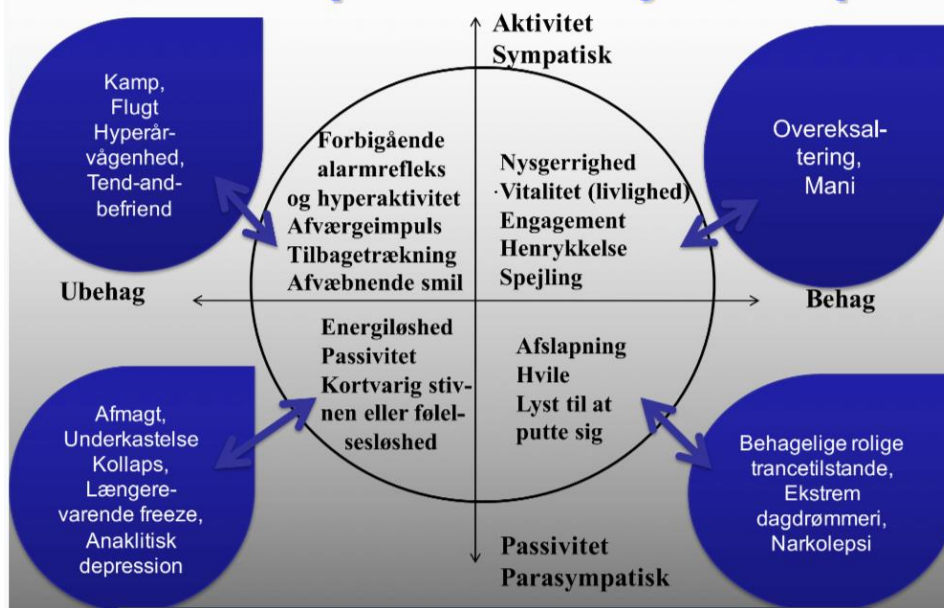 Aktivitet
Sympatisk
Kamp,
Flugt
Hyperår-
vågenhed,
Tend-and-
befriend
Forbigående
alarmrefleks
og hyperaktivitet
Afværgeimpuls
Tilbagetrækning
Afvæbnende smil
Nysgerrighed
·Vitalitet (livlighed)
Engagement
Henrykkelse
Spejling
Overeksal-
tering,
Mani
Ubehag
Behag
Energiløshed
Passivitet
Kortvarig stiv-
nen eller følel-
sesløshed
Afslapning
Hvile
Lyst til at
putte sig
Afmagt,
Underkastelse
Kollaps,
Længere-
varende freeze,
Anaklitisk
depression
Behagelige rolige
trancetilstande,
Ekstrem
dagdrømmeri,
Narkolepsi
Passivitet
Parasympatisk